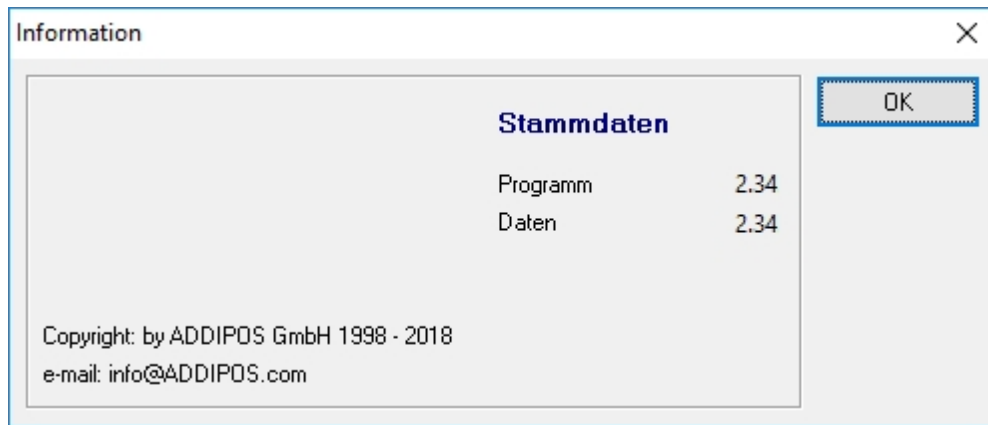 Information
OK
Stammdaten
Programm 2.34
Daten 2.34
Copyright: by ADDIPOS GmbH 1998 - 2018
e-mail: info@ADDIPOS.com